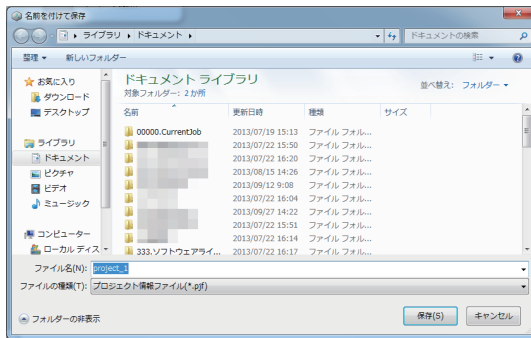 名前を付けて保存
ライブラリ ▸ ドキュメント ▸
ドキュメントの検索
整理 ▼ 新しいフォルダー
お気に入り
ダウンロード
デスクトップ
ライブラリ
ドキュメント
ピクチャ
ビデオ
ミュージック
コンピューター
ローカル ディス
ドキュメント ライブラリ
対象フォルダー: 2 か所
並べ替え: フォルダー ▼
名前 更新日時 種類 サイズ
00000.CurrentJob 2013/07/19 15:13 ファイル フォル...
2013/07/22 15:50 ファイル フォル...
2013/07/22 16:20 ファイル フォル...
2013/08/15 14:26 ファイル フォル...
2013/09/12 9:08 ファイル フォル...
2013/07/22 16:04 ファイル フォル...
2013/09/27 14:22 ファイル フォル...
2013/07/22 15:51 ファイル フォル...
2013/07/22 16:14 ファイル フォル...
333.ソフトウェアライ... 2013/07/22 16:17 ファイル フォル...
ファイル名(N): project_1
ファイルの種類(T): プロジェクト情報ファイル(*.pjf)
フォルダーの非表示
保存(S) キャンセル